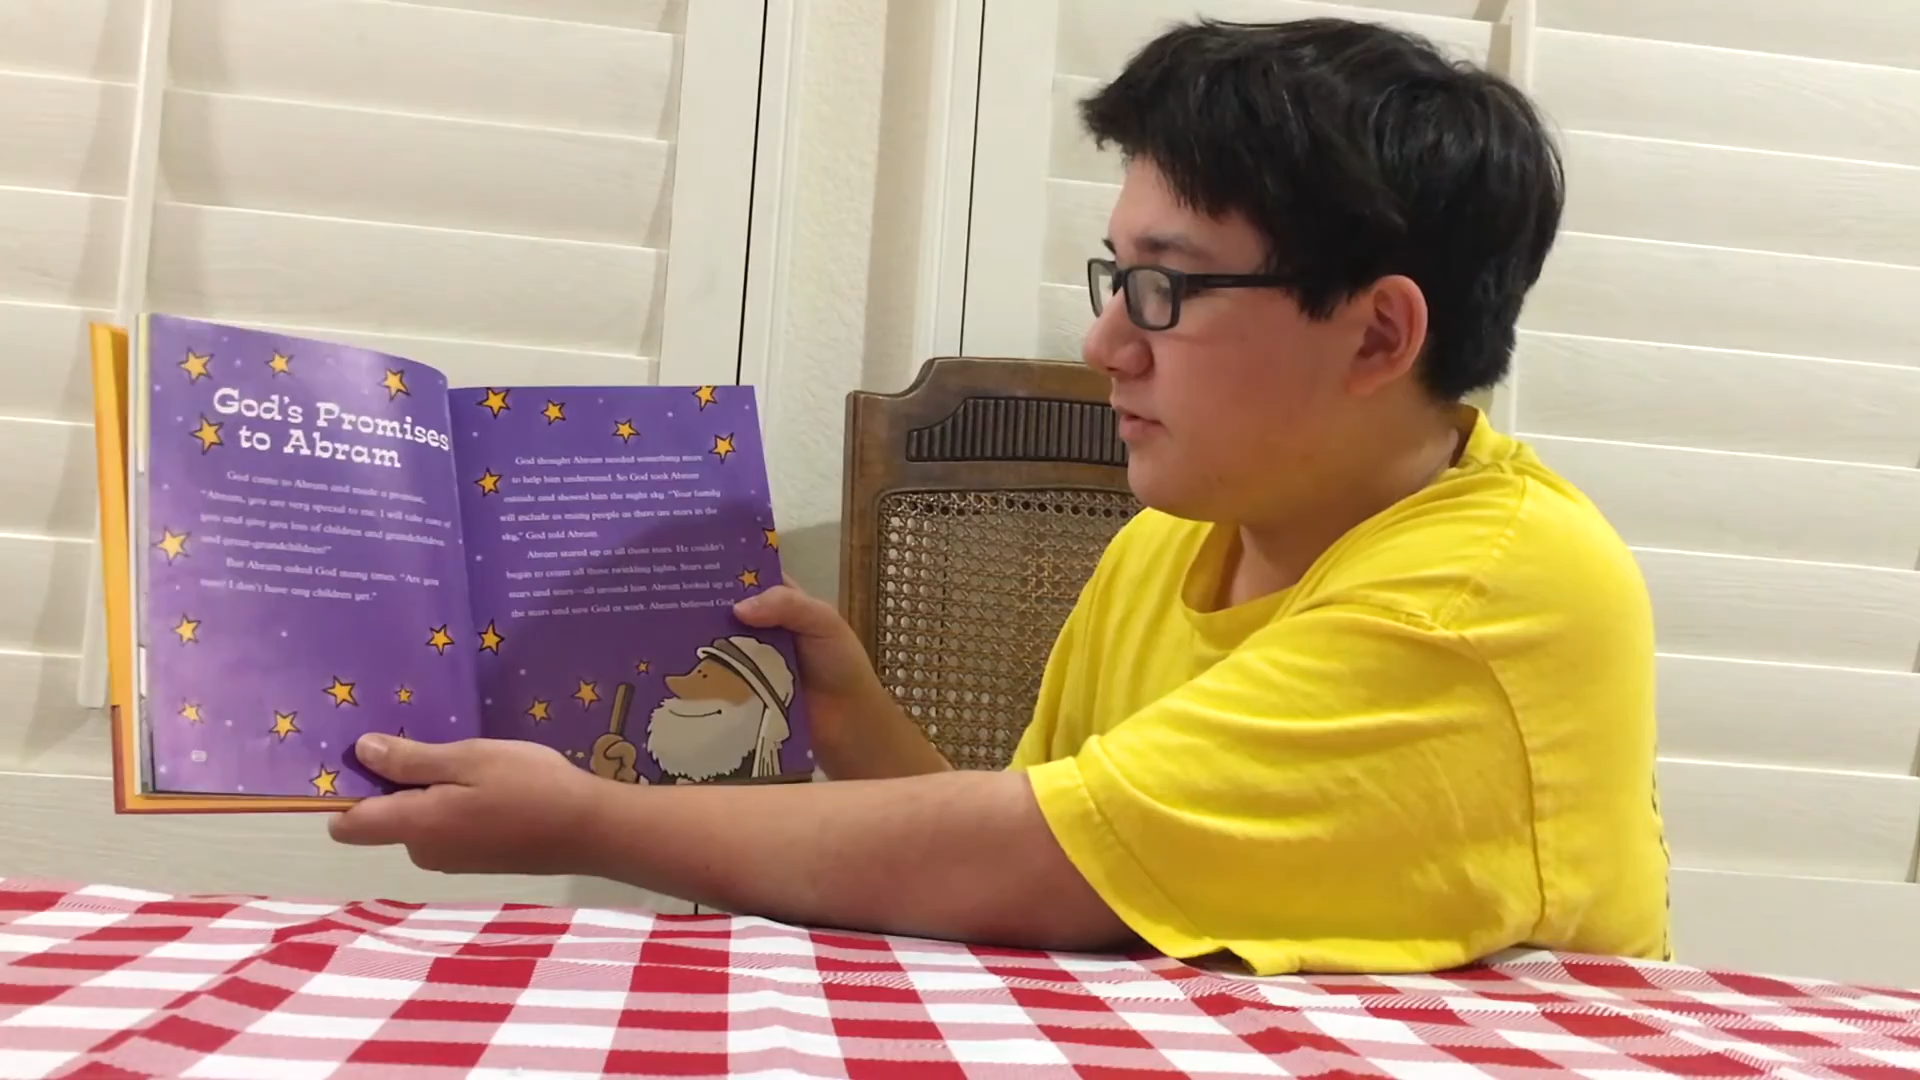 God's Promises
to Abram
God came to Abram and made a promise,
"Abram, you are very special to me. I will take care of
you and give you lots of children and grandchildren
and great-grandchildren!"
But Abram asked God many times, "Are you
sure? I don't have any children yet."
God thought Abram needed something more
to help him understand. So God took Abram
outside and showed him the night sky. "Your family
will include as many people as there are stars in the
sky," God told Abram.
Abram stared up at all those stars. He couldn't
begin to count all those twinkling lights. Stars and
stars and stars—all around him. Abram looked up at
the stars and saw God at work. Abram believed God